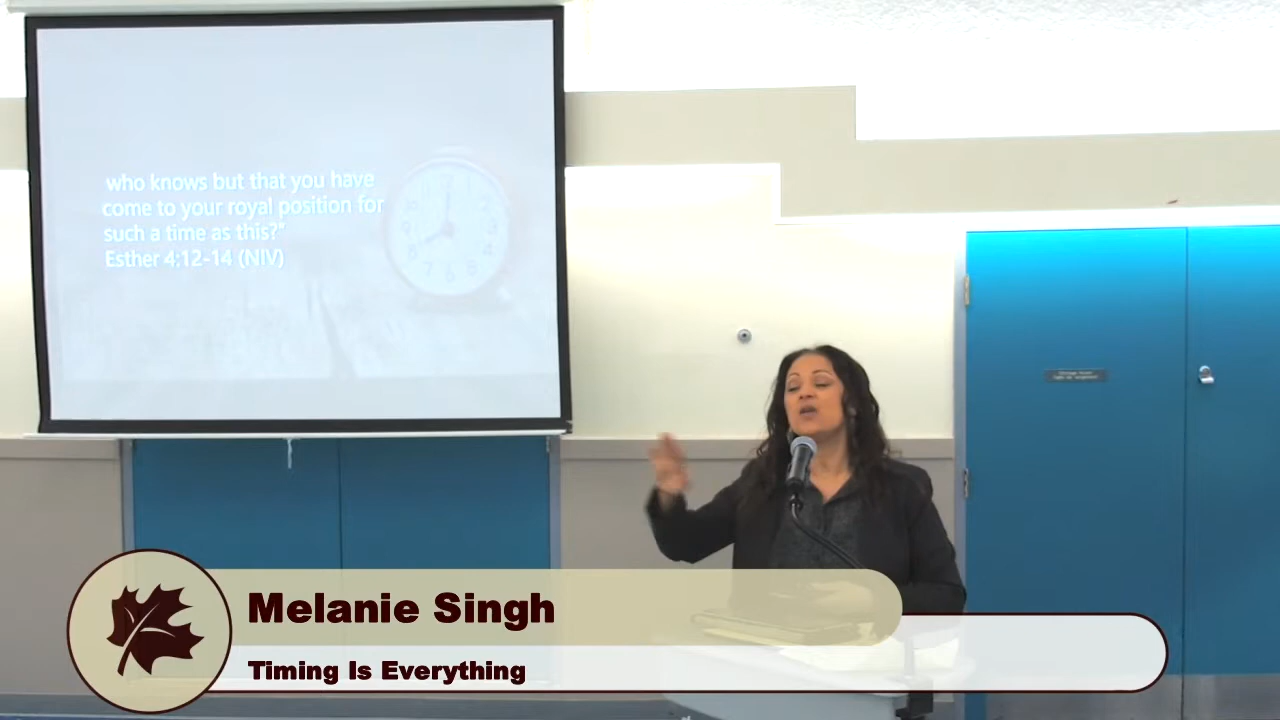 who knows but that you have
come to your royal position for
such a time as this?"
Esther 4:12-14 (NIV)
Melanie Singh
Timing Is Everything